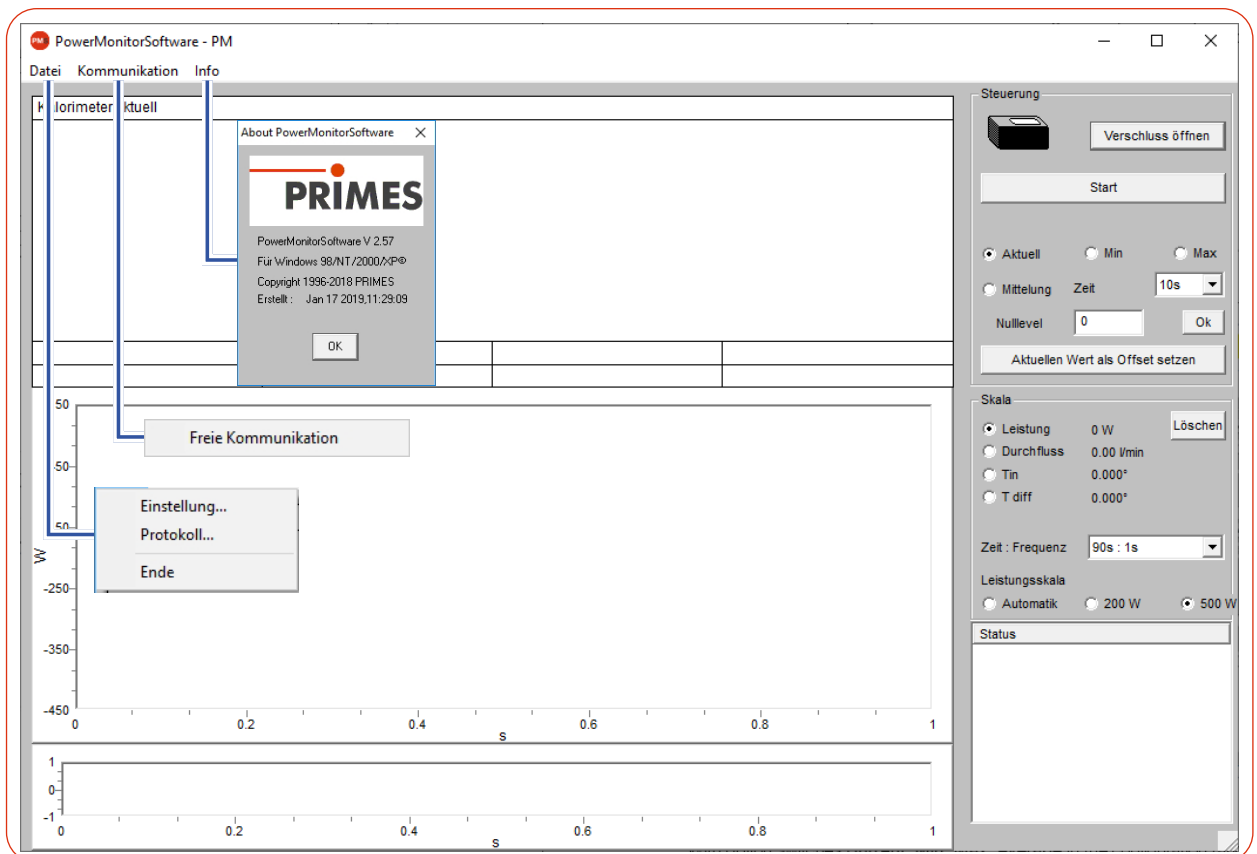 PowerMonitorSoftware - PM
Datei Kommunikation Info
Kalorimeter aktuell
About PowerMonitorSoftware
PRIMES
PowerMonitorSoftware V 2.57
Für Windows 98/NT/2000/XP®
Copyright 1996-2018 PRIMES
Erstellt : Jan 17 2019,11:29:09
OK
50
-50
50
W
-250
-350
-450
0 0.2 0.4 0.6 0.8 1
s
Freie Kommunikation
Einstellung...
Protokoll...
Ende
1
0
-1
0 0.2 0.4 0.6 0.8 1
s
Steuerung
Verschluss öffnen
Start
Aktuell Min Max
Mittelung Zeit 10s
Nulllevel 0 Ok
Aktuellen Wert als Offset setzen
Skala
Leistung 0 W Löschen
Durchfluss 0.00 l/min
Tin 0.000°
T diff 0.000°
Zeit : Frequenz 90s : 1s
Leistungsskala
Automatik 200 W 500 W
Status